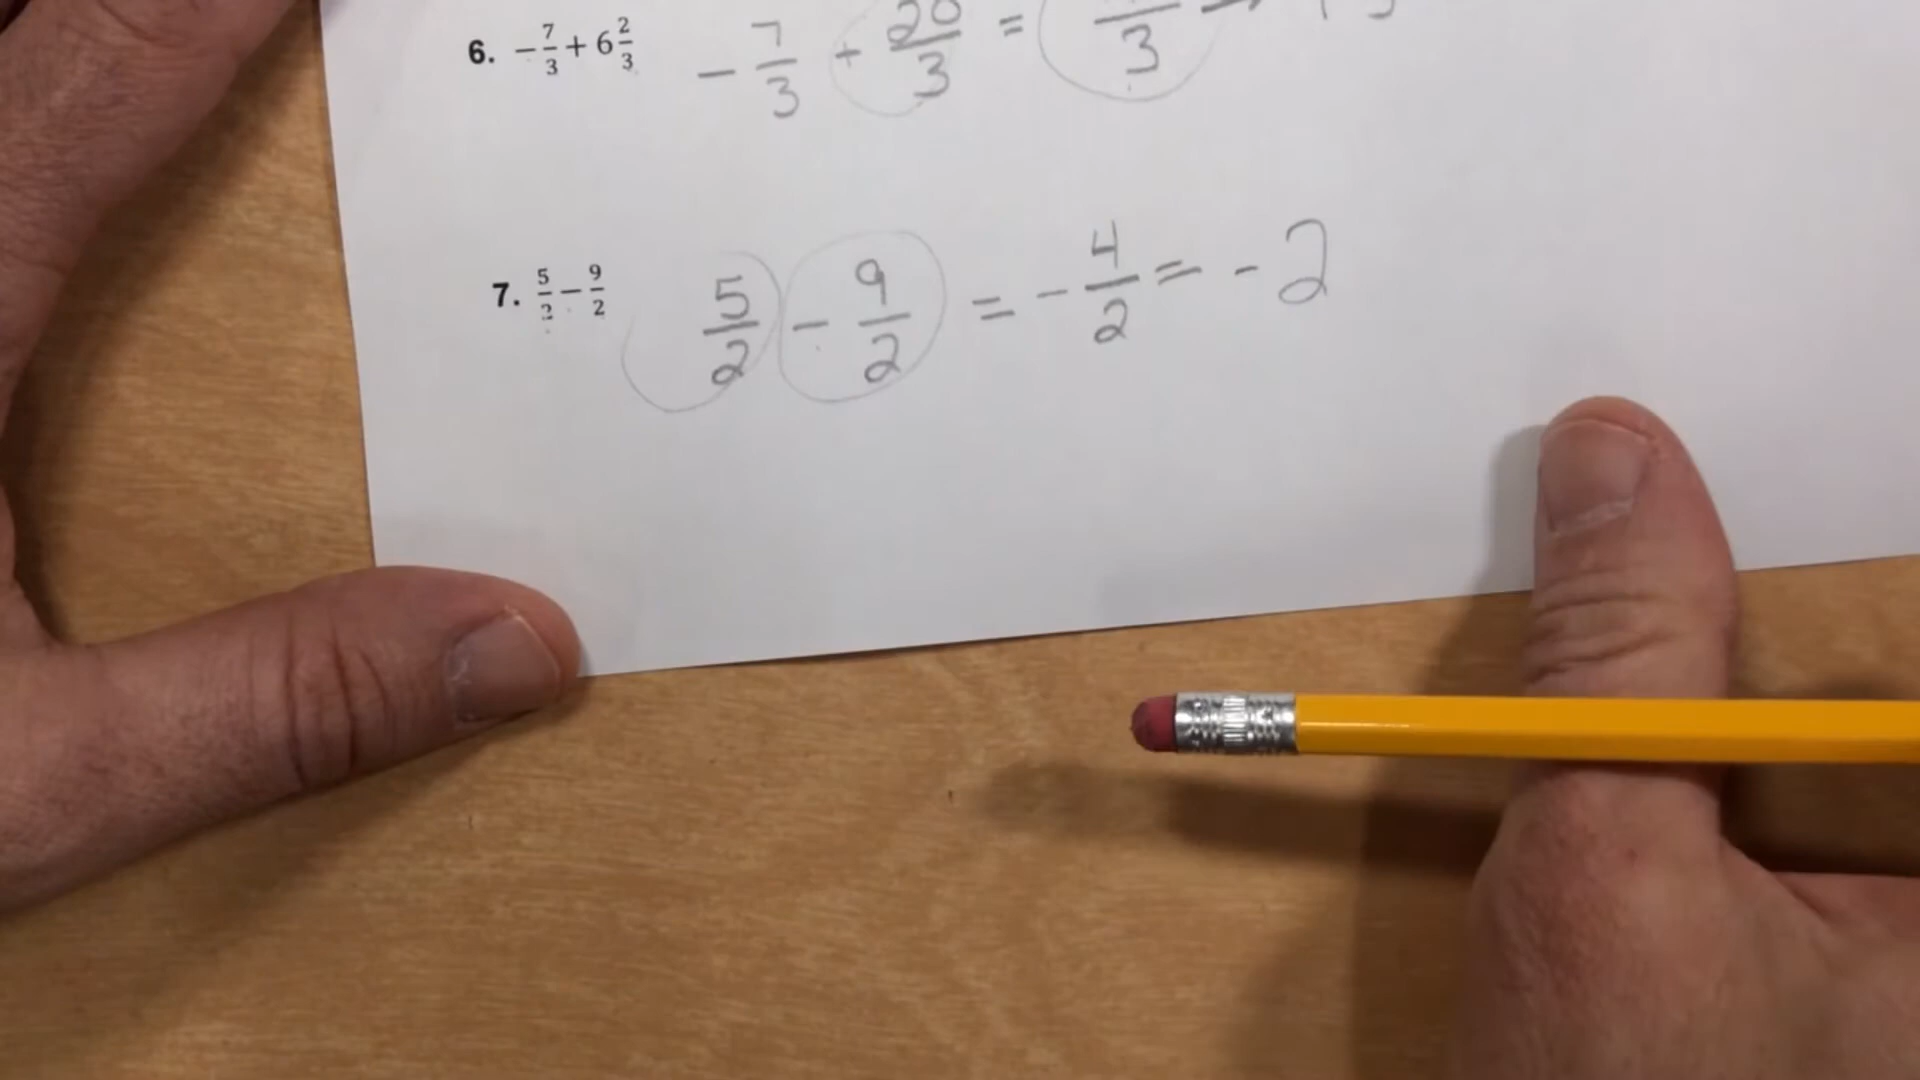 6. −7/3 + 6 2/3   - 7/3 + 20/3 = /3 →
7. 5/2 − 9/2   5/2 - 9/2 = - 4/2 = - 2